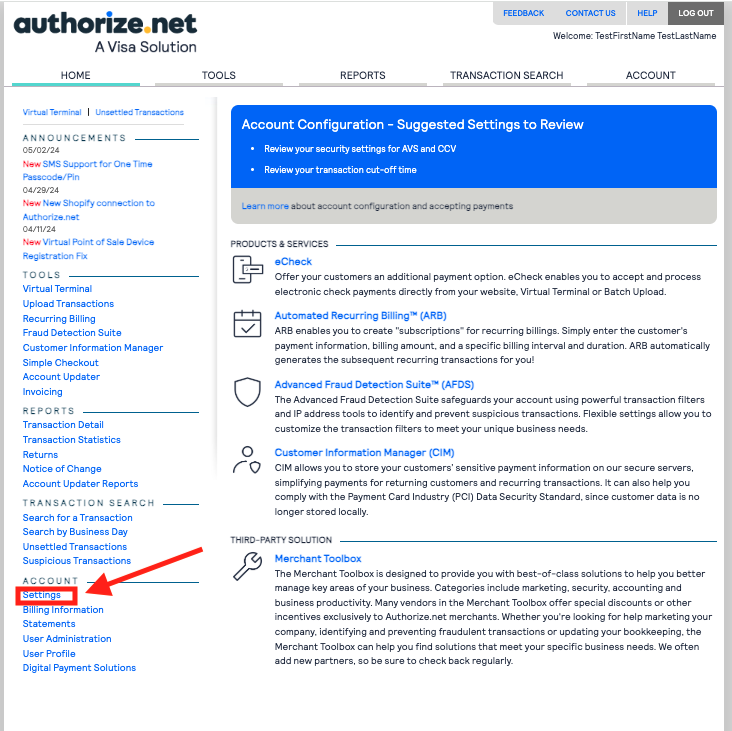 authorize.net
A Visa Solution
FEEDBACK CONTACT US HELP LOG OUT
Welcome: TestFirstName TestLastName
HOME TOOLS REPORTS TRANSACTION SEARCH ACCOUNT
Virtual Terminal | Unsettled Transactions
ANNOUNCEMENTS
05/02/24
New SMS Support for One Time
Passcode/Pin
04/29/24
New New Shopify connection to
Authorize.net
04/11/24
New Virtual Point of Sale Device
Registration Fix
TOOLS
Virtual Terminal
Upload Transactions
Recurring Billing
Fraud Detection Suite
Customer Information Manager
Simple Checkout
Account Updater
Invoicing
REPORTS
Transaction Detail
Transaction Statistics
Returns
Notice of Change
Account Updater Reports
TRANSACTION SEARCH
Search for a Transaction
Search by Business Day
Unsettled Transactions
Suspicious Transactions
ACCOUNT
Settings
Billing Information
Statements
User Administration
User Profile
Digital Payment Solutions
Account Configuration - Suggested Settings to Review
• Review your security settings for AVS and CCV
• Review your transaction cut-off time
Learn more about account configuration and accepting payments
PRODUCTS & SERVICES
eCheck
Offer your customers an additional payment option. eCheck enables you to accept and process
electronic check payments directly from your website, Virtual Terminal or Batch Upload.
Automated Recurring Billing™ (ARB)
ARB enables you to create "subscriptions" for recurring billings. Simply enter the customer's
payment information, billing amount, and a specific billing interval and duration. ARB automatically
generates the subsequent recurring transactions for you!
Advanced Fraud Detection Suite™ (AFDS)
The Advanced Fraud Detection Suite safeguards your account using powerful transaction filters
and IP address tools to identify and prevent suspicious transactions. Flexible settings allow you to
customize the transaction filters to meet your unique business needs.
Customer Information Manager (CIM)
CIM allows you to store your customers' sensitive payment information on our secure servers,
simplifying payments for returning customers and recurring transactions. It can also help you
comply with the Payment Card Industry (PCI) Data Security Standard, since customer data is no
longer stored locally.
THIRD-PARTY SOLUTION
Merchant Toolbox
The Merchant Toolbox is designed to provide you with best-of-class solutions to help you better
manage key areas of your business. Categories include marketing, security, accounting and
business productivity. Many vendors in the Merchant Toolbox offer special discounts or other
incentives exclusively to Authorize.net merchants. Whether you're looking for help marketing your
company, identifying and preventing fraudulent transactions or updating your bookkeeping, the
Merchant Toolbox can help you find solutions that meet your specific business needs. We often
add new partners, so be sure to check back regularly.